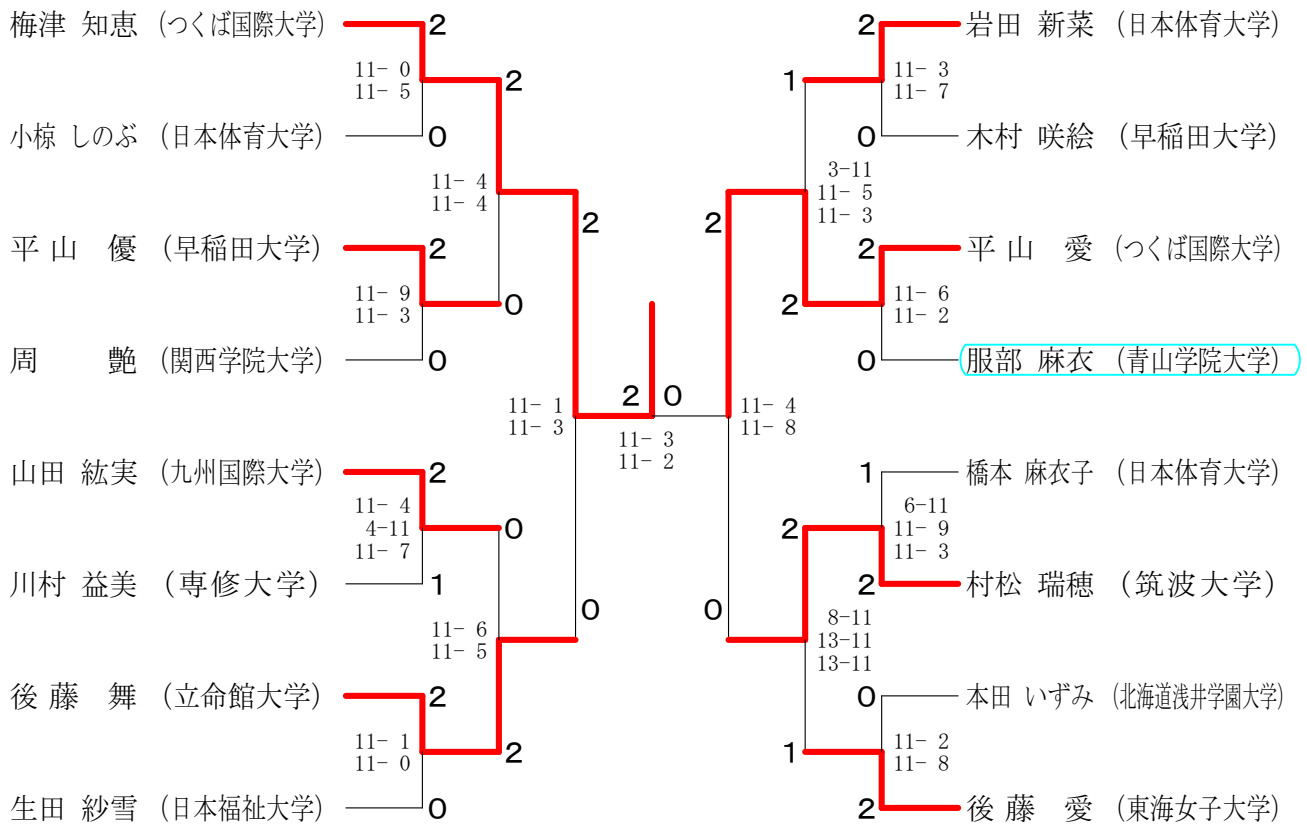 梅津 知恵 (つくば国際大学) 2
11- 0
11- 5
2
小椋 しのぶ (日本体育大学) 0
11- 4
11- 4
2
平山 優 (早稲田大学) 2
11- 9
11- 3
0
周 艶 (関西学院大学) 0
11- 1
11- 3
山田 紘実 (九州国際大学) 2
11- 4
4-11
11- 7
0
川村 益美 (専修大学) 1
11- 6
11- 5
0
後藤 舞 (立命館大学) 2
11- 1
11- 0
2
生田 紗雪 (日本福祉大学) 0
2 0
11- 3
11- 2
2 岩田 新菜 (日本体育大学)
1
11- 3
11- 7
0 木村 咲絵 (早稲田大学)
3-11
11- 5
11- 3
2
2 平山 愛 (つくば国際大学)
2
11- 6
11- 2
0 服部 麻衣 (青山学院大学)
11- 4
11- 8
1 橋本 麻衣子 (日本体育大学)
2
6-11
11- 9
11- 3
2 村松 瑞穂 (筑波大学)
0
8-11
13-11
13-11
0 本田 いずみ (北海道浅井学園大学)
1
11- 2
11- 8
2 後藤 愛 (東海女子大学)